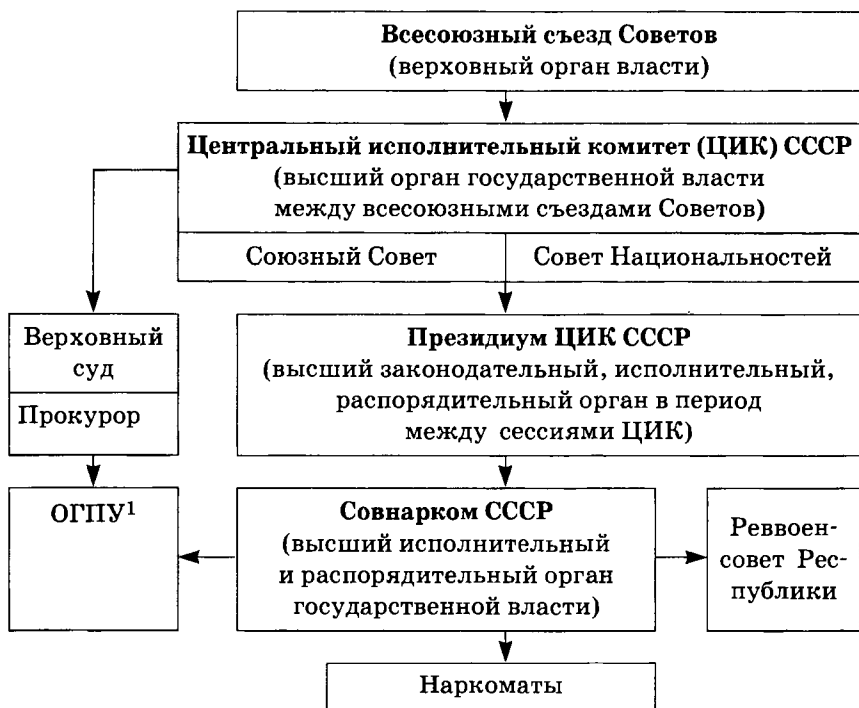 Всесоюзный съезд Советов
(верховный орган власти)
Центральный исполнительный комитет (ЦИК) СССР
(высший орган государственной власти
между всесоюзными съездами Советов)
Союзный Совет
Совет Национальностей
Верховный
суд
Прокурор
Президиум ЦИК СССР
(высший законодательный, исполнительный,
распорядительный орган в период
между сессиями ЦИК)
ОГПУ¹
Совнарком СССР
(высший исполнительный
и распорядительный орган
государственной власти)
Реввоен-
совет Рес-
публики
Наркоматы